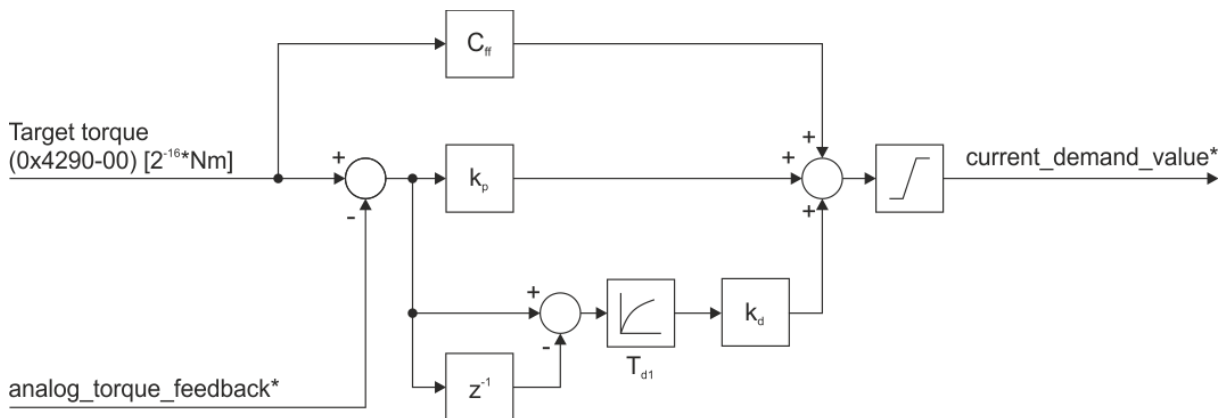 C_ff
Target torque
(0x4290-00) [2^-16*Nm]
+
-
k_p
+
+
+
current_demand_value*
+
-
T_d1
k_d
analog_torque_feedback*
z^-1